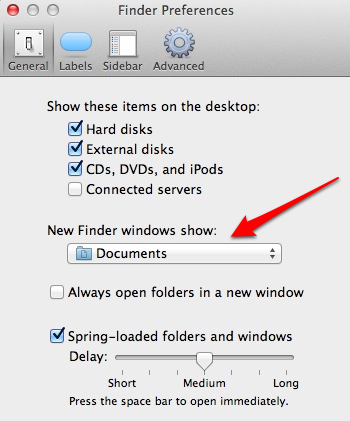 Finder Preferences
General Labels Sidebar Advanced
Show these items on the desktop:
Hard disks
External disks
CDs, DVDs, and iPods
Connected servers
New Finder windows show:
Documents
Always open folders in a new window
Spring-loaded folders and windows
Delay:
Short Medium Long
Press the space bar to open immediately.